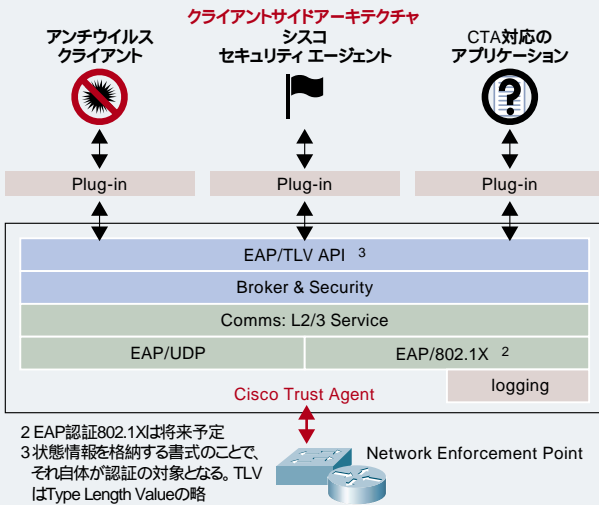 クライアントサイドアーキテクチャ
アンチウイルス
クライアント
シスコ
セキュリティ エージェント
CTA対応の
アプリケーション
Plug-in
Plug-in
Plug-in
EAP/TLV API 3
Broker & Security
Comms: L2/3 Service
EAP/UDP
EAP/802.1X 2
logging
Cisco Trust Agent
2 EAP認証802.1Xは将来予定
3 状態情報を格納する書式のことで、
それ自体が認証の対象となる。TLV
はType Length Valueの略
Network Enforcement Point